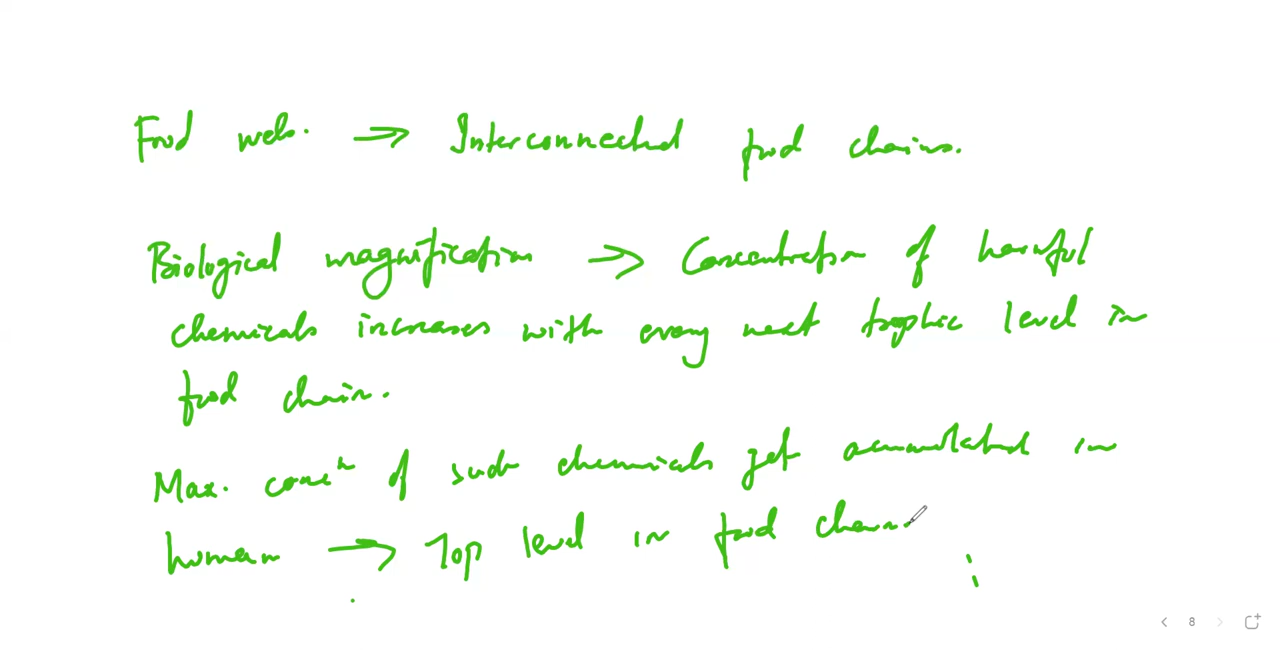 Food web. → Interconnected food chains.
Biological magnification → Concentration of harmful
chemicals increases with every next trophic level in
food chain.
Max. concⁿ of such chemicals get accumulated in
human → Top level in food chain
8